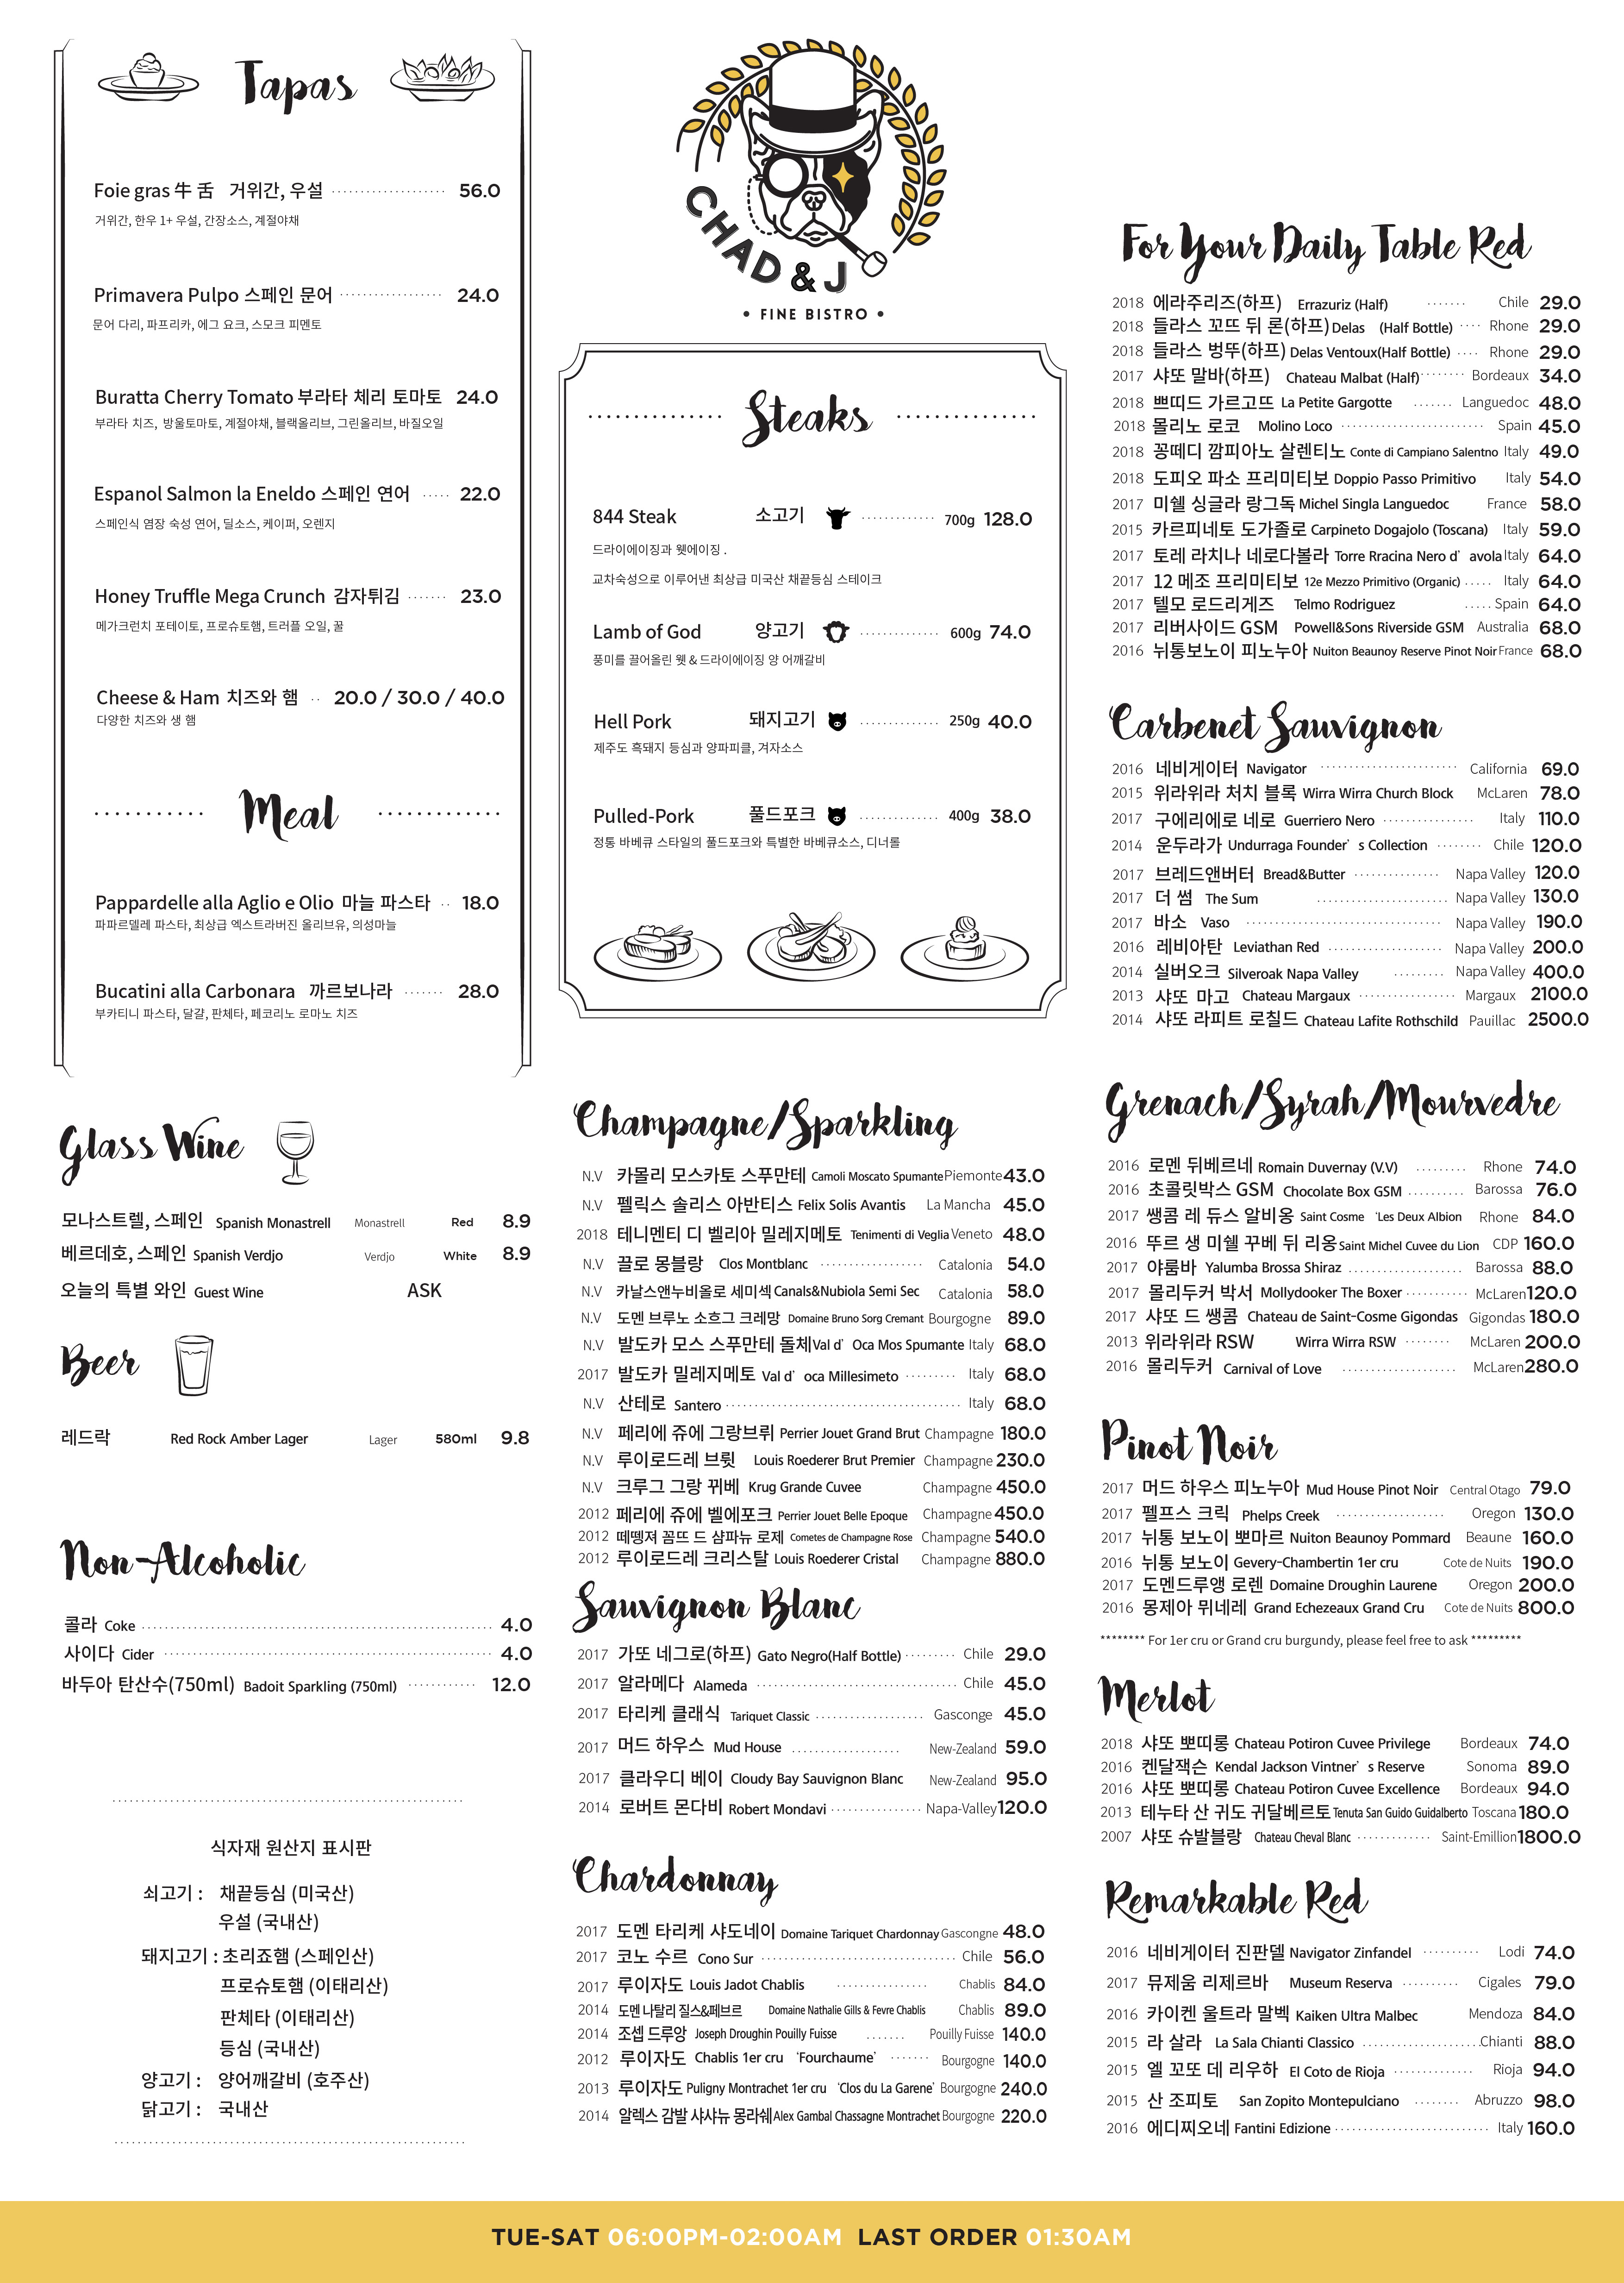 Tapas
Foie gras 牛 舌 거위간, 우설 56.0
거위간, 한우 1+ 우설, 간장소스, 계절야채
Primavera Pulpo 스페인 문어 24.0
문어 다리, 파프리카, 에그 요크, 스모크 피멘토
Buratta Cherry Tomato 부라타 체리 토마토 24.0
부라타 치즈, 방울토마토, 계절야채, 블랙올리브, 그린올리브, 바질오일
Espanol Salmon la Eneldo 스페인 연어 22.0
스페인식 염장 숙성 연어, 딜소스, 케이퍼, 오렌지
Honey Truffle Mega Crunch 감자튀김 23.0
메가크런치 포테이토, 프로슈토햄, 트러플 오일, 꿀
Cheese & Ham 치즈와 햄 20.0 / 30.0 / 40.0
다양한 치즈와 생 햄
Meal
Pappardelle alla Aglio e Olio 마늘 파스타 18.0
파파르델레 파스타, 최상급 엑스트라버진 올리브유, 의성마늘
Bucatini alla Carbonara 까르보나라 28.0
부카티니 파스타, 달걀, 판체타, 페코리노 로마노 치즈
Glass Wine
모나스트렐, 스페인 Spanish Monastrell Monastrell Red 8.9
베르데호, 스페인 Spanish Verdjo Verdjo White 8.9
오늘의 특별 와인 Guest Wine ASK
Beer
레드락 Red Rock Amber Lager Lager 580ml 9.8
Non-Alcoholic
콜라 Coke 4.0
사이다 Cider 4.0
바두아 탄산수(750ml) Badoit Sparkling (750ml) 12.0
식자재 원산지 표시판
쇠고기 : 채끝등심 (미국산)
우설 (국내산)
돼지고기 : 초리죠햄 (스페인산)
프로슈토햄 (이태리산)
판체타 (이태리산)
등심 (국내산)
양고기 : 양어깨갈비 (호주산)
닭고기 : 국내산
CHAD & J
• FINE BISTRO •
Steaks
844 Steak 소고기 700g 128.0
드라이에이징과 웻에이징 .
교차숙성으로 이루어낸 최상급 미국산 채끝등심 스테이크
Lamb of God 양고기 600g 74.0
풍미를 끌어올린 웻 & 드라이에이징 양 어깨갈비
Hell Pork 돼지고기 250g 40.0
제주도 흑돼지 등심과 양파피클, 겨자소스
Pulled-Pork 풀드포크 400g 38.0
정통 바베큐 스타일의 풀드포크와 특별한 바베큐소스, 디너롤
Champagne/Sparkling
N.V 카몰리 모스카토 스푸만테 Camoli Moscato Spumante Piemonte 43.0
N.V 펠릭스 솔리스 아반티스 Felix Solis Avantis La Mancha 45.0
2018 테니멘티 디 벨리아 밀레지메토 Tenimenti di Veglia Veneto 48.0
N.V 끌로 몽블랑 Clos Montblanc Catalonia 54.0
N.V 카날스앤누비올로 세미섹 Canals&Nubiola Semi Sec Catalonia 58.0
N.V 도멘 브루노 소흐그 크레망 Domaine Bruno Sorg Cremant Bourgogne 89.0
N.V 발도카 모스 스푸만테 돌체 Val d' Oca Mos Spumante Italy 68.0
2017 발도카 밀레지메토 Val d' oca Millesimeto Italy 68.0
N.V 산테로 Santero Italy 68.0
N.V 페리에 쥬에 그랑브뤼 Perrier Jouet Grand Brut Champagne 180.0
N.V 루이로드레 브륏 Louis Roederer Brut Premier Champagne 230.0
N.V 크루그 그랑 뀌베 Krug Grande Cuvee Champagne 450.0
2012 페리에 쥬에 벨에포크 Perrier Jouet Belle Epoque Champagne 450.0
2012 떼뗑져 꼼뜨 드 샴파뉴 로제 Cometes de Champagne Rose Champagne 540.0
2012 루이로드레 크리스탈 Louis Roederer Cristal Champagne 880.0
Sauvignon Blanc
2017 가또 네그로(하프) Gato Negro(Half Bottle) Chile 29.0
2017 알라메다 Alameda Chile 45.0
2017 타리케 클래식 Tariquet Classic Gasconge 45.0
2017 머드 하우스 Mud House New-Zealand 59.0
2017 클라우디 베이 Cloudy Bay Sauvignon Blanc New-Zealand 95.0
2014 로버트 몬다비 Robert Mondavi Napa-Valley 120.0
Chardonnay
2017 도멘 타리케 샤도네이 Domaine Tariquet Chardonnay Gascongne 48.0
2017 코노 수르 Cono Sur Chile 56.0
2017 루이자도 Louis Jadot Chablis Chablis 84.0
2014 도멘 나탈리 질스&페브르 Domaine Nathalie Gills & Fevre Chablis Chablis 89.0
2014 조셉 드루앙 Joseph Droughin Pouilly Fuisse Pouilly Fuisse 140.0
2012 루이자도 Chablis 1er cru 'Fourchaume' Bourgogne 140.0
2013 루이자도 Puligny Montrachet 1er cru 'Clos du La Garene' Bourgogne 240.0
2014 알렉스 감발 샤샤뉴 몽라쉐 Alex Gambal Chassagne Montrachet Bourgogne 220.0
For Your Daily Table Red
2018 에라주리즈(하프) Errazuriz (Half) Chile 29.0
2018 들라스 꼬뜨 뒤 론(하프) Delas (Half Bottle) Rhone 29.0
2018 들라스 벙뚜(하프) Delas Ventoux(Half Bottle) Rhone 29.0
2017 샤또 말바(하프) Chateau Malbat (Half) Bordeaux 34.0
2018 쁘띠드 가르고뜨 La Petite Gargotte Languedoc 48.0
2018 몰리노 로코 Molino Loco Spain 45.0
2018 꽁떼디 깜피아노 살렌티노 Conte di Campiano Salentno Italy 49.0
2018 도피오 파소 프리미티보 Doppio Passo Primitivo Italy 54.0
2017 미쉘 싱글라 랑그독 Michel Singla Languedoc France 58.0
2015 카르피네토 도가졸로 Carpineto Dogajolo (Toscana) Italy 59.0
2017 토레 라치나 네로다볼라 Torre Rracina Nero d' avola Italy 64.0
2017 12 메조 프리미티보 12e Mezzo Primitivo (Organic) Italy 64.0
2017 텔모 로드리게즈 Telmo Rodriguez Spain 64.0
2017 리버사이드 GSM Powell&Sons Riverside GSM Australia 68.0
2016 뉘통보노이 피노누아 Nuiton Beaunoy Reserve Pinot Noir France 68.0
Carbenet Sauvignon
2016 네비게이터 Navigator California 69.0
2015 위라위라 처치 블록 Wirra Wirra Church Block McLaren 78.0
2017 구에리에로 네로 Guerriero Nero Italy 110.0
2014 운두라가 Undurraga Founder' s Collection Chile 120.0
2017 브레드앤버터 Bread&Butter Napa Valley 120.0
2017 더 썸 The Sum Napa Valley 130.0
2017 바소 Vaso Napa Valley 190.0
2016 레비아탄 Leviathan Red Napa Valley 200.0
2014 실버오크 Silveroak Napa Valley Napa Valley 400.0
2013 샤또 마고 Chateau Margaux Margaux 2100.0
2014 샤또 라피트 로칠드 Chateau Lafite Rothschild Pauillac 2500.0
Grenach/Syrah/Mourvedre
2016 로멘 뒤베르네 Romain Duvernay (V.V) Rhone 74.0
2016 초콜릿박스 GSM Chocolate Box GSM Barossa 76.0
2017 쌩콤 레 듀스 알비옹 Saint Cosme 'Les Deux Albion Rhone 84.0
2016 뚜르 생 미쉘 꾸베 뒤 리옹 Saint Michel Cuvee du Lion CDP 160.0
2017 야룸바 Yalumba Brossa Shiraz Barossa 88.0
2017 몰리두커 박서 Mollydooker The Boxer McLaren 120.0
2017 샤또 드 쌩콤 Chateau de Saint-Cosme Gigondas Gigondas 180.0
2013 위라위라 RSW Wirra Wirra RSW McLaren 200.0
2016 몰리두커 Carnival of Love McLaren 280.0
Pinot Noir
2017 머드 하우스 피노누아 Mud House Pinot Noir Central Otago 79.0
2017 펠프스 크릭 Phelps Creek Oregon 130.0
2017 뉘통 보노이 뽀마르 Nuiton Beaunoy Pommard Beaune 160.0
2016 뉘통 보노이 Gevery-Chambertin 1er cru Cote de Nuits 190.0
2017 도멘드루앵 로렌 Domaine Droughin Laurene Oregon 200.0
2016 몽제아 뮈네레 Grand Echezeaux Grand Cru Cote de Nuits 800.0
******** For 1er cru or Grand cru burgundy, please feel free to ask *********
Merlot
2018 샤또 뽀띠롱 Chateau Potiron Cuvee Privilege Bordeaux 74.0
2016 켄달잭슨 Kendal Jackson Vintner' s Reserve Sonoma 89.0
2016 샤또 뽀띠롱 Chateau Potiron Cuvee Excellence Bordeaux 94.0
2013 테누타 산 귀도 귀달베르토 Tenuta San Guido Guidalberto Toscana 180.0
2007 샤또 슈발블랑 Chateau Cheval Blanc Saint-Emillion 1800.0
Remarkable Red
2016 네비게이터 진판델 Navigator Zinfandel Lodi 74.0
2017 뮤제움 리제르바 Museum Reserva Cigales 79.0
2016 카이켄 울트라 말벡 Kaiken Ultra Malbec Mendoza 84.0
2015 라 살라 La Sala Chianti Classico Chianti 88.0
2015 엘 꼬또 데 리우하 El Coto de Rioja Rioja 94.0
2015 산 조피토 San Zopito Montepulciano Abruzzo 98.0
2016 에디찌오네 Fantini Edizione Italy 160.0
TUE-SAT 06:00PM-02:00AM LAST ORDER 01:30AM